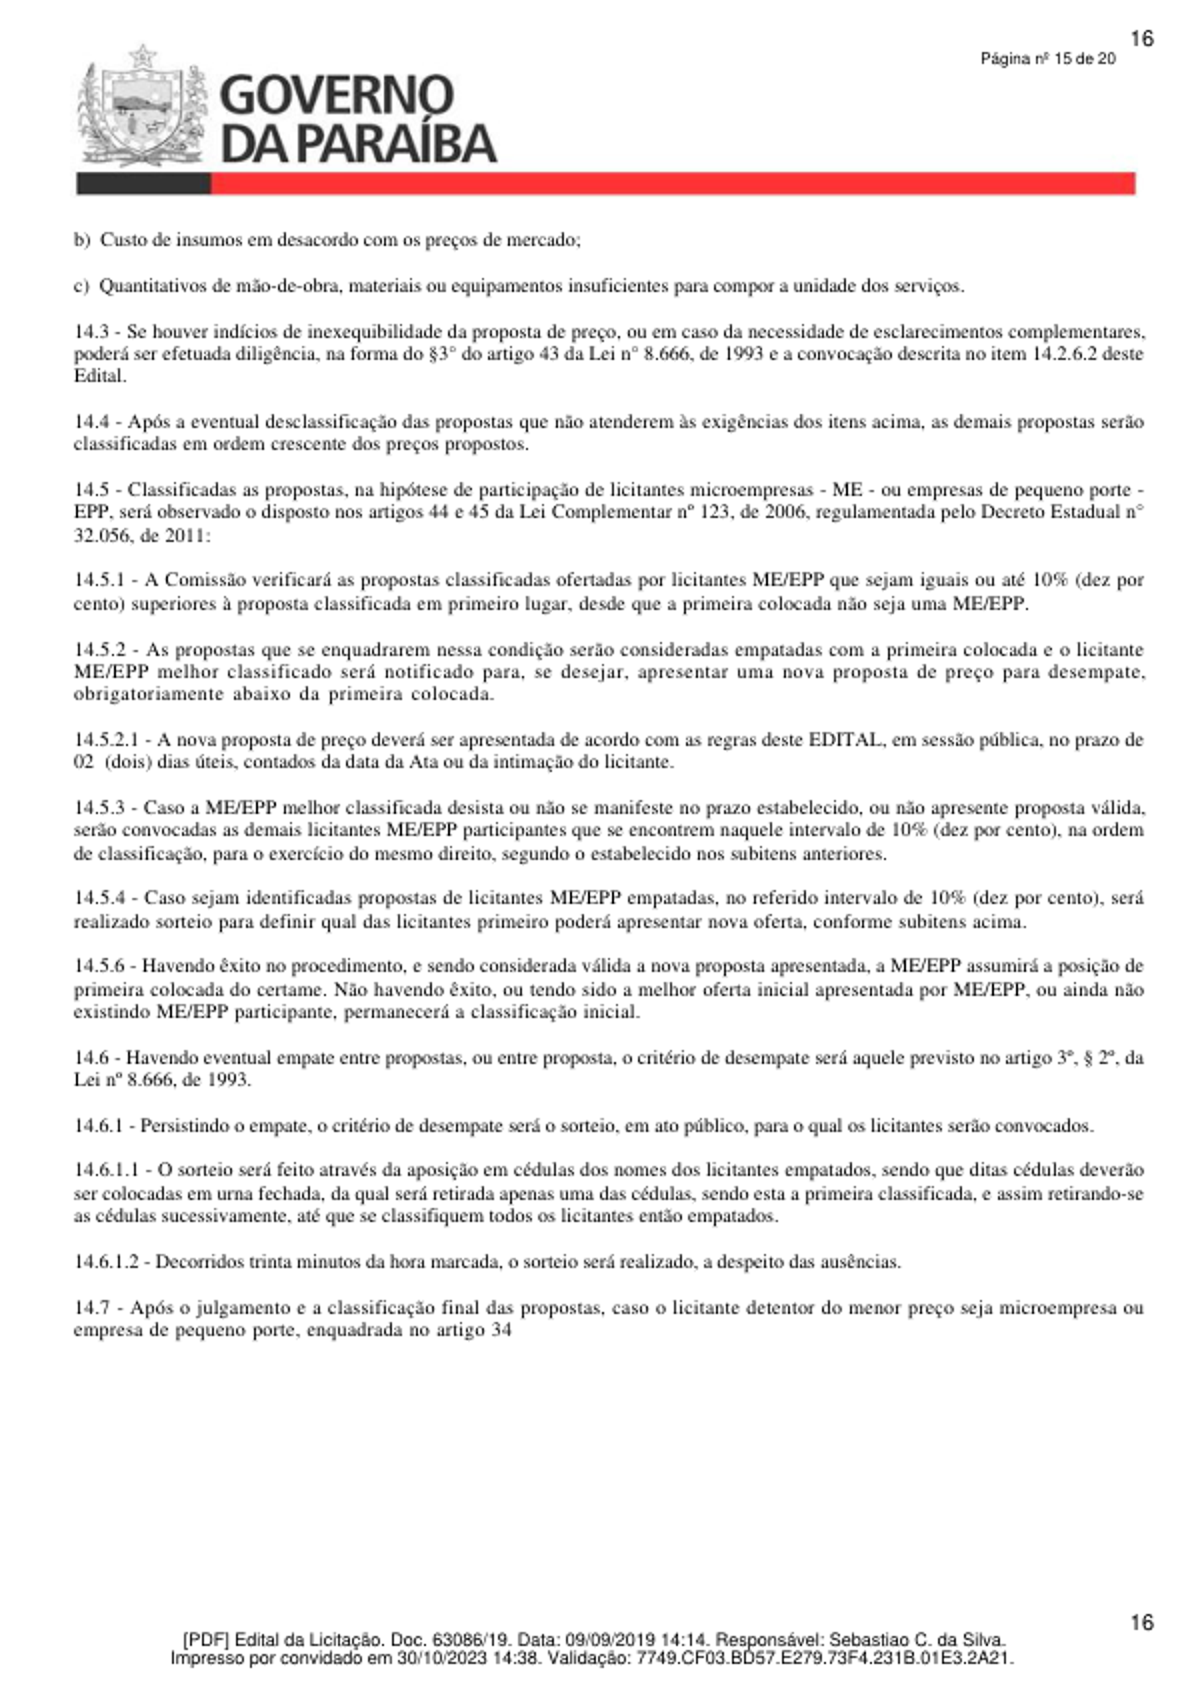 16
Página nº 15 de 20
GOVERNO
DA PARAÍBA
b) Custo de insumos em desacordo com os preços de mercado;
c) Quantitativos de mão-de-obra, materiais ou equipamentos insuficientes para compor a unidade dos serviços.
14.3 - Se houver indícios de inexequibilidade da proposta de preço, ou em caso da necessidade de esclarecimentos complementares,
poderá ser efetuada diligência, na forma do §3° do artigo 43 da Lei n° 8.666, de 1993 e a convocação descrita no item 14.2.6.2 deste
Edital.
14.4 - Após a eventual desclassificação das propostas que não atenderem às exigências dos itens acima, as demais propostas serão
classificadas em ordem crescente dos preços propostos.
14.5 - Classificadas as propostas, na hipótese de participação de licitantes microempresas - ME - ou empresas de pequeno porte -
EPP, será observado o disposto nos artigos 44 e 45 da Lei Complementar nº 123, de 2006, regulamentada pelo Decreto Estadual n°
32.056, de 2011:
14.5.1 - A Comissão verificará as propostas classificadas ofertadas por licitantes ME/EPP que sejam iguais ou até 10% (dez por
cento) superiores à proposta classificada em primeiro lugar, desde que a primeira colocada não seja uma ME/EPP.
14.5.2 - As propostas que se enquadrarem nessa condição serão consideradas empatadas com a primeira colocada e o licitante
ME/EPP melhor classificado será notificado para, se desejar, apresentar uma nova proposta de preço para desempate,
obrigatoriamente abaixo da primeira colocada.
14.5.2.1 - A nova proposta de preço deverá ser apresentada de acordo com as regras deste EDITAL, em sessão pública, no prazo de
02 (dois) dias úteis, contados da data da Ata ou da intimação do licitante.
14.5.3 - Caso a ME/EPP melhor classificada desista ou não se manifeste no prazo estabelecido, ou não apresente proposta válida,
serão convocadas as demais licitantes ME/EPP participantes que se encontrem naquele intervalo de 10% (dez por cento), na ordem
de classificação, para o exercício do mesmo direito, segundo o estabelecido nos subitens anteriores.
14.5.4 - Caso sejam identificadas propostas de licitantes ME/EPP empatadas, no referido intervalo de 10% (dez por cento), será
realizado sorteio para definir qual das licitantes primeiro poderá apresentar nova oferta, conforme subitens acima.
14.5.6 - Havendo êxito no procedimento, e sendo considerada válida a nova proposta apresentada, a ME/EPP assumirá a posição de
primeira colocada do certame. Não havendo êxito, ou tendo sido a melhor oferta inicial apresentada por ME/EPP, ou ainda não
existindo ME/EPP participante, permanecerá a classificação inicial.
14.6 - Havendo eventual empate entre propostas, ou entre proposta, o critério de desempate será aquele previsto no artigo 3º, § 2º, da
Lei nº 8.666, de 1993.
14.6.1 - Persistindo o empate, o critério de desempate será o sorteio, em ato público, para o qual os licitantes serão convocados.
14.6.1.1 - O sorteio será feito através da aposição em cédulas dos nomes dos licitantes empatados, sendo que ditas cédulas deverão
ser colocadas em urna fechada, da qual será retirada apenas uma das cédulas, sendo esta a primeira classificada, e assim retirando-se
as cédulas sucessivamente, até que se classifiquem todos os licitantes então empatados.
14.6.1.2 - Decorridos trinta minutos da hora marcada, o sorteio será realizado, a despeito das ausências.
14.7 - Após o julgamento e a classificação final das propostas, caso o licitante detentor do menor preço seja microempresa ou
empresa de pequeno porte, enquadrada no artigo 34
16
[PDF] Edital da Licitação. Doc. 63086/19. Data: 09/09/2019 14:14. Responsável: Sebastiao C. da Silva.
Impresso por convidado em 30/10/2023 14:38. Validação: 7749.CF03.BD57.E279.73F4.231B.01E3.2A21.